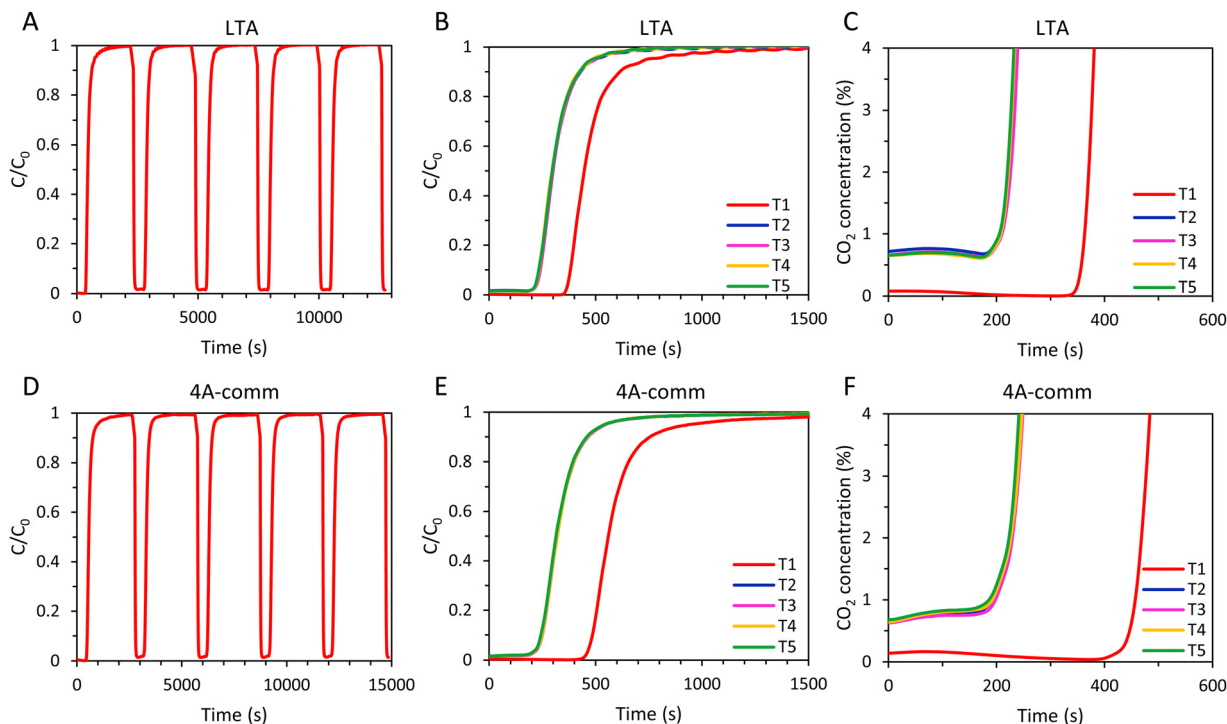 A
LTA
1
0.8
0.6
0.4
0.2
0
C/C₀
0 5000 10000
Time (s)
B
LTA
1
0.8
0.6
0.4
0.2
0
C/C₀
T1
T2
T3
T4
T5
0 500 1000 1500
Time (s)
C
LTA
4
3
2
1
0
CO₂ concentration (%)
T1
T2
T3
T4
T5
0 200 400 600
Time (s)
D
4A-comm
1
0.8
0.6
0.4
0.2
0
C/C₀
0 5000 10000 15000
Time (s)
E
4A-comm
1
0.8
0.6
0.4
0.2
0
C/C₀
T1
T2
T3
T4
T5
0 500 1000 1500
Time (s)
F
4A-comm
4
3
2
1
0
CO₂ concentration (%)
T1
T2
T3
T4
T5
0 200 400 600
Time (s)